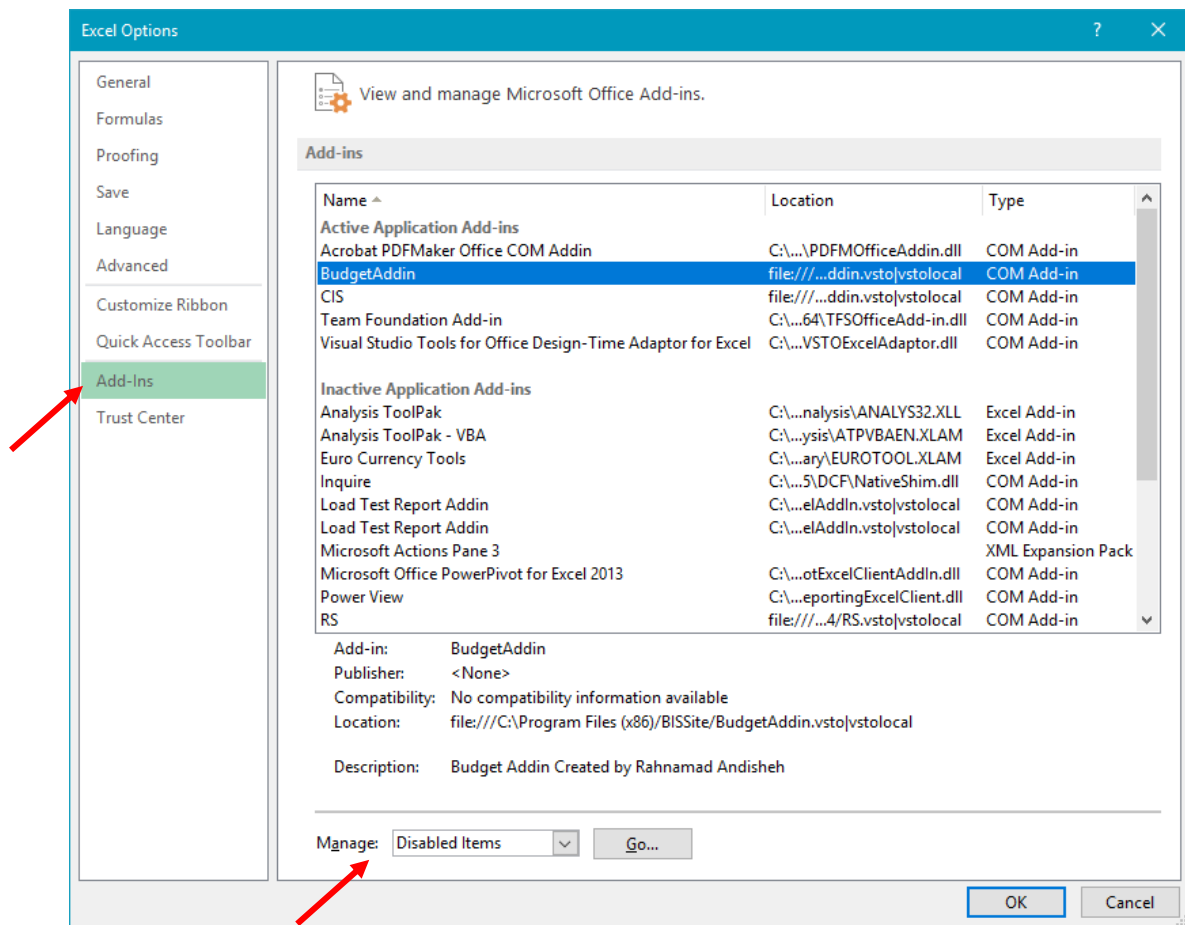 Excel Options ?
General
Formulas
Proofing
Save
Language
Advanced
Customize Ribbon
Quick Access Toolbar
Add-Ins
Trust Center
View and manage Microsoft Office Add-ins.
Add-ins
Name Location Type
Active Application Add-ins
Acrobat PDFMaker Office COM Addin C:\...\PDFMOfficeAddin.dll COM Add-in
BudgetAddin file:///...ddin.vsto|vstolocal COM Add-in
CIS file:///...ddin.vsto|vstolocal COM Add-in
Team Foundation Add-in C:\...64\TFSOfficeAdd-in.dll COM Add-in
Visual Studio Tools for Office Design-Time Adaptor for Excel C:\...VSTOExcelAdaptor.dll COM Add-in
Inactive Application Add-ins
Analysis ToolPak C:\...nalysis\ANALYS32.XLL Excel Add-in
Analysis ToolPak - VBA C:\...ysis\ATPVBAEN.XLAM Excel Add-in
Euro Currency Tools C:\...ary\EUROTOOL.XLAM Excel Add-in
Inquire C:\...5\DCF\NativeShim.dll COM Add-in
Load Test Report Addin C:\...elAddIn.vsto|vstolocal COM Add-in
Load Test Report Addin C:\...elAddIn.vsto|vstolocal COM Add-in
Microsoft Actions Pane 3 XML Expansion Pack
Microsoft Office PowerPivot for Excel 2013 C:\...otExcelClientAddIn.dll COM Add-in
Power View C:\...eportingExcelClient.dll COM Add-in
RS file:///...4/RS.vsto|vstolocal COM Add-in
Add-in: BudgetAddin
Publisher: <None>
Compatibility: No compatibility information available
Location: file:///C:\Program Files (x86)/BISSite/BudgetAddin.vsto|vstolocal
Description: Budget Addin Created by Rahnamad Andisheh
Manage: Disabled Items Go...
OK Cancel